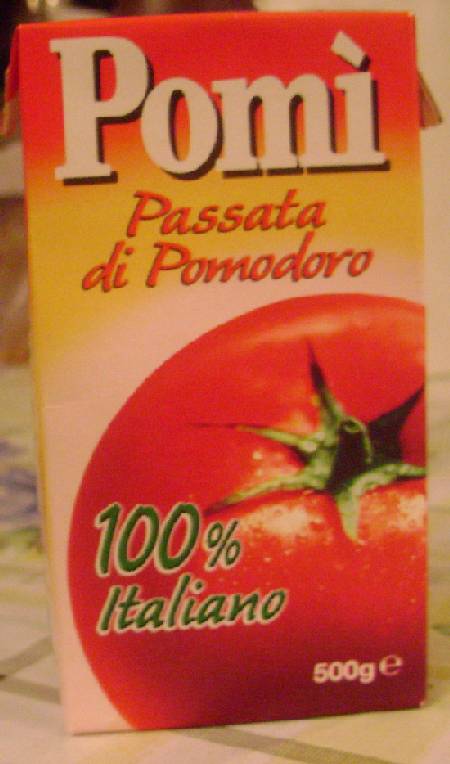 Pomì
Passata
di Pomodoro
100%
Italiano
500g ℮